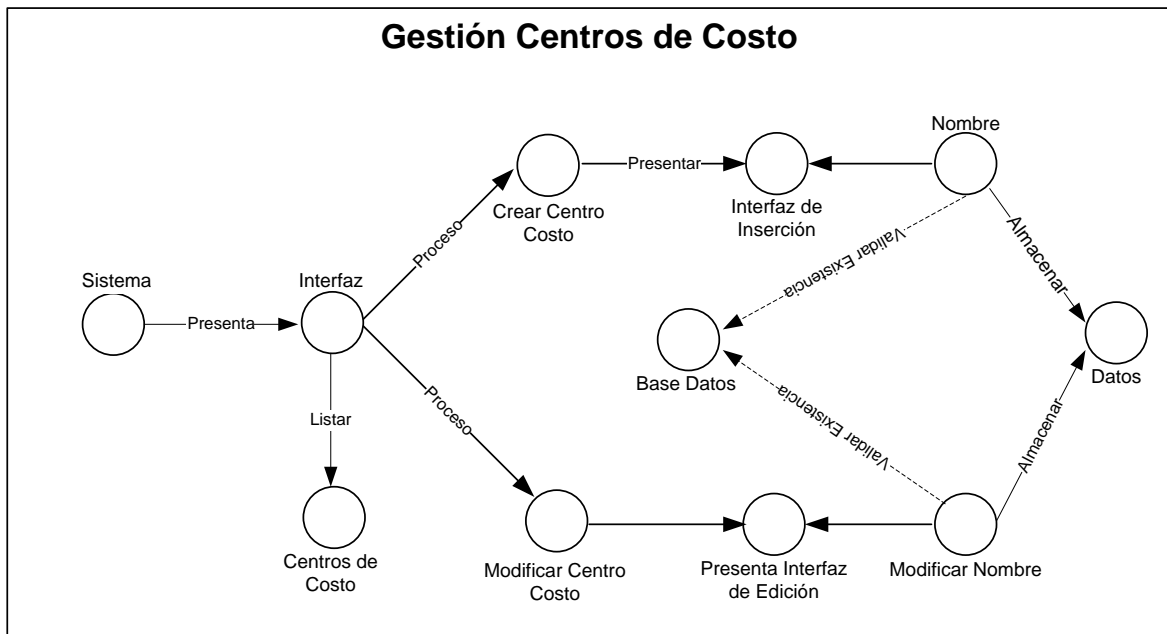 Gestión Centros de Costo
Nombre
Presentar
Crear Centro
Costo
Interfaz de
Inserción
Proceso
Validar Existencia
Almacenar
Sistema
Interfaz
Presenta
Base Datos
Datos
Listar
Proceso
Validar Existencia
Almacenar
Centros de
Costo
Modificar Centro
Costo
Presenta Interfaz
de Edición
Modificar Nombre